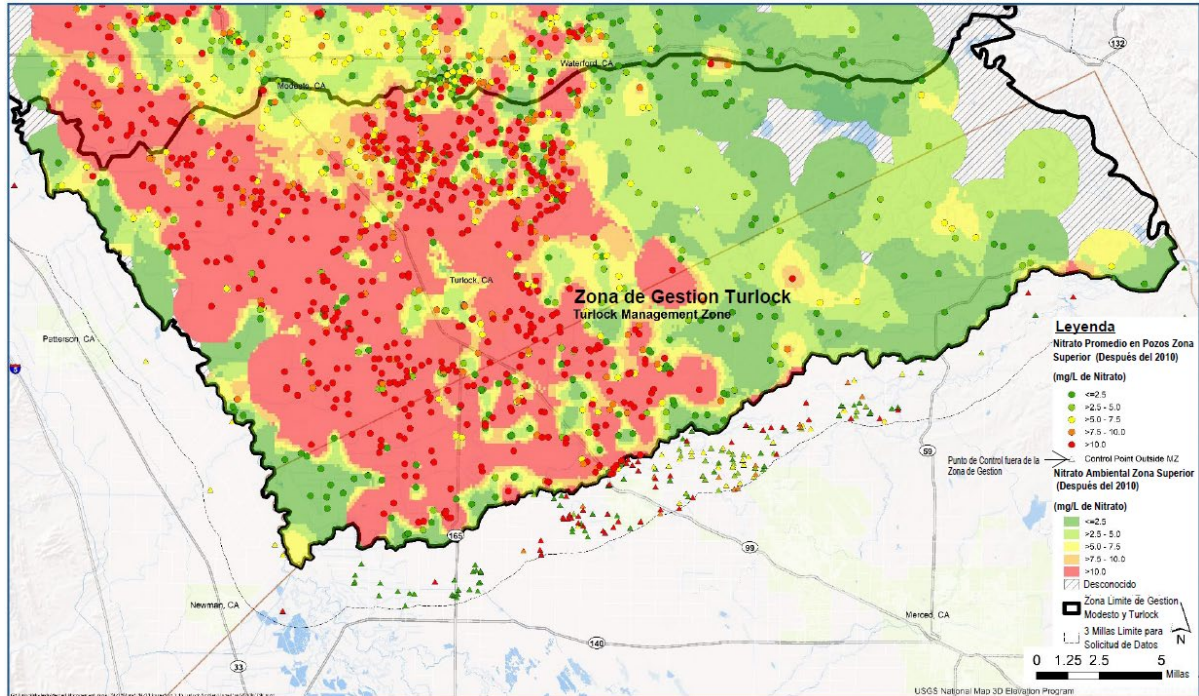 132
Waterford, CA
Modesto, CA
Turlock, CA
Zona de Gestion Turlock
Turlock Management Zone
Patterson, CA
5
Leyenda
Nitrato Promedio en Pozos Zona
Superior (Después del 2010)
(mg/L de Nitrato)
<=2.5
>2.5 - 5.0
>5.0 - 7.5
>7.5 - 10.0
>10.0
Punto de Control fuera de la
Zona de Gestion
Control Point Outside MZ
Nitrato Ambiental Zona Superior
(Después del 2010)
(mg/L de Nitrato)
<=2.5
>2.5 - 5.0
>5.0 - 7.5
>7.5 - 10.0
>10.0
Desconocido
Zona Limite de Gestion
Modesto y Turlock
3 Millas Limite para
Solicitud de Datos
N
59
165
99
Newman, CA
Merced, CA
140
33
0 1.25 2.5 5
Millas
USGS National Map 3D Elevation Program